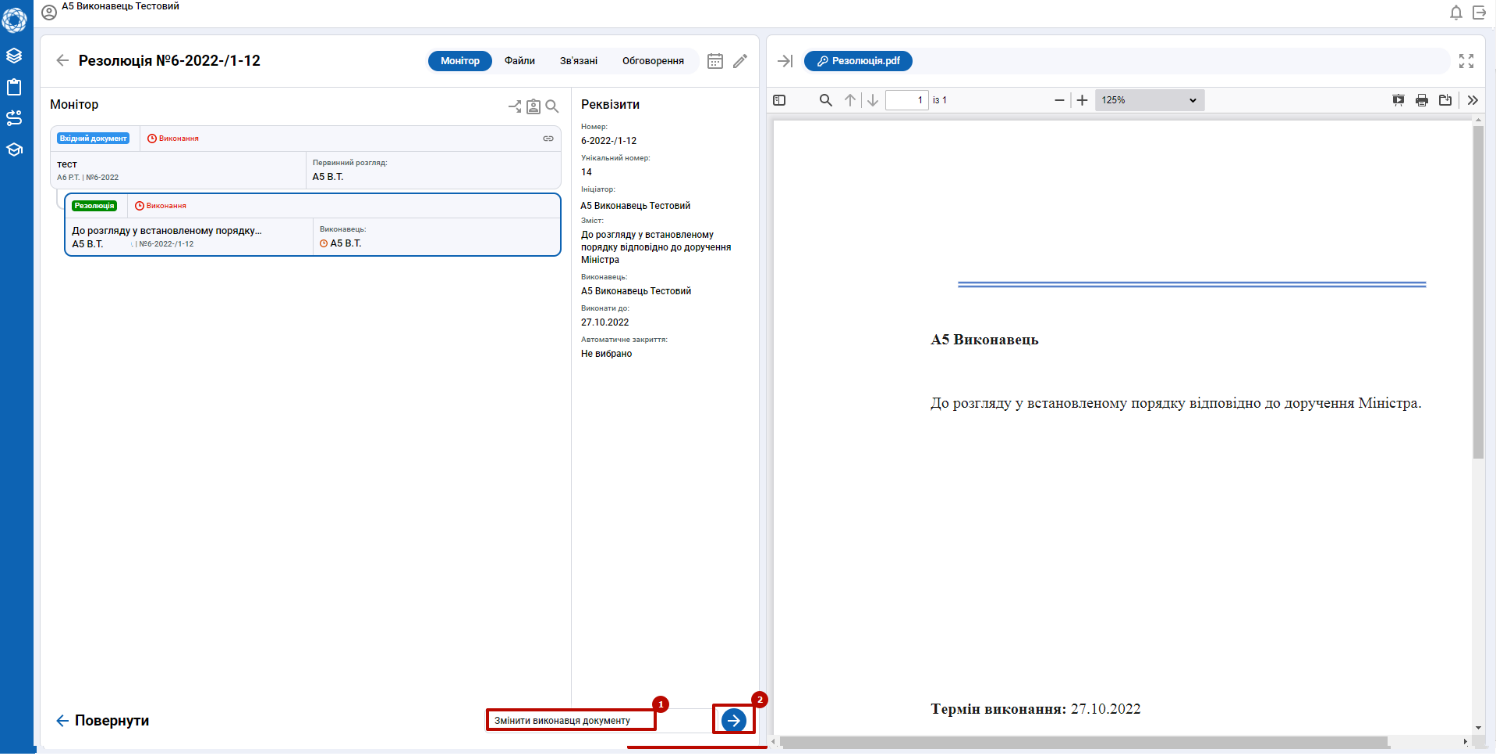 А5 Виконавець Тестовий
Резолюція №6-2022-/1-12
Монітор
Файли
Зв'язані
Обговорення
Монітор
Вхідний документ
Виконання
тест
А6 Р.Т. | №6-2022
Первинний розгляд:
А5 В.Т.
Резолюція
Виконання
До розгляду у встановленому порядку...
А5 В.Т.
| №6-2022-/1-12
Виконавець:
А5 В.Т.
Реквізити
Номер:
6-2022-/1-12
Унікальний номер:
14
Ініціатор:
А5 Виконавець Тестовий
Зміст:
До розгляду у встановленому
порядку відповідно до доручення
Міністра
Виконавець:
А5 Виконавець Тестовий
Виконати до:
27.10.2022
Автоматичне закриття:
Не вибрано
Повернути
Змінити виконавця документу
1
2
Резолюція.pdf
1 із 1
125%
А5 Виконавець
До розгляду у встановленому порядку відповідно до доручення Міністра.
Термін виконання: 27.10.2022